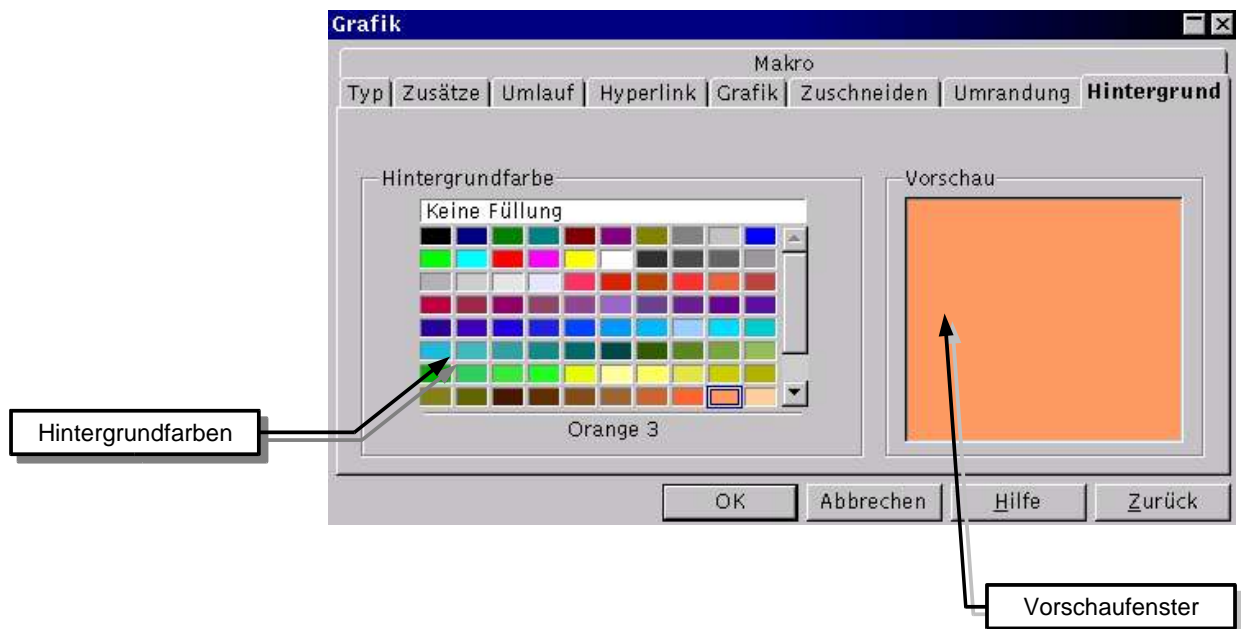 Grafik
Makro
Typ Zusätze Umlauf Hyperlink Grafik Zuschneiden Umrandung Hintergrund
Hintergrundfarbe
Vorschau
Keine Füllung
Orange 3
Hintergrundfarben
OK Abbrechen Hilfe Zurück
Vorschaufenster